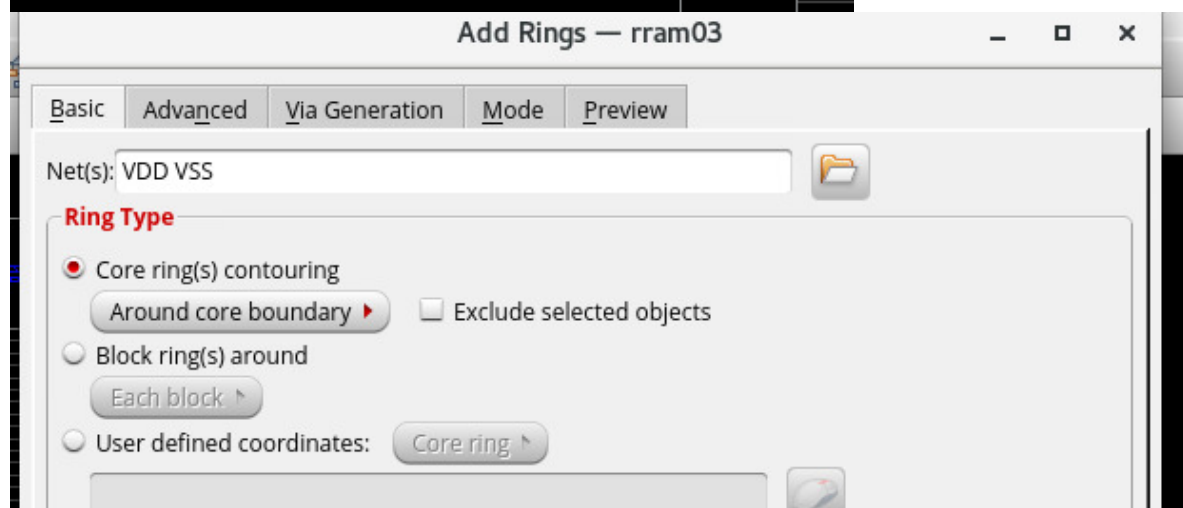 Add Rings — rram03
Basic Advanced Via Generation Mode Preview
Net(s): VDD VSS
Ring Type
Core ring(s) contouring
Around core boundary Exclude selected objects
Block ring(s) around
Each block
User defined coordinates: Core ring